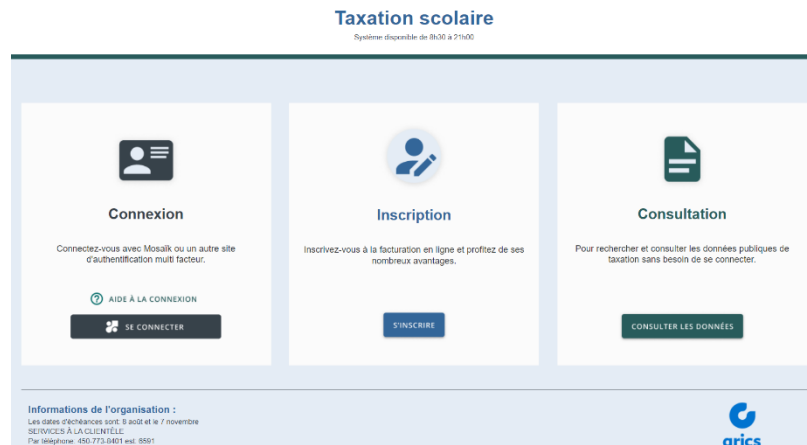 Taxation scolaire
Système disponible de 8h30 à 21h00
Connexion
Connectez-vous avec Mosaïk ou un autre site
d'authentification multi facteur.
AIDE À LA CONNEXION
SE CONNECTER
Inscription
Inscrivez-vous à la facturation en ligne et profitez de ses
nombreux avantages.
S'INSCRIRE
Consultation
Pour rechercher et consulter les données publiques de
taxation sans besoin de se connecter.
CONSULTER LES DONNÉES
Informations de l'organisation :
Les dates d'échéances sont: 8 août et le 7 novembre
SERVICES À LA CLIENTÈLE
Par téléphone: 450-773-8401 est: 6591
grics